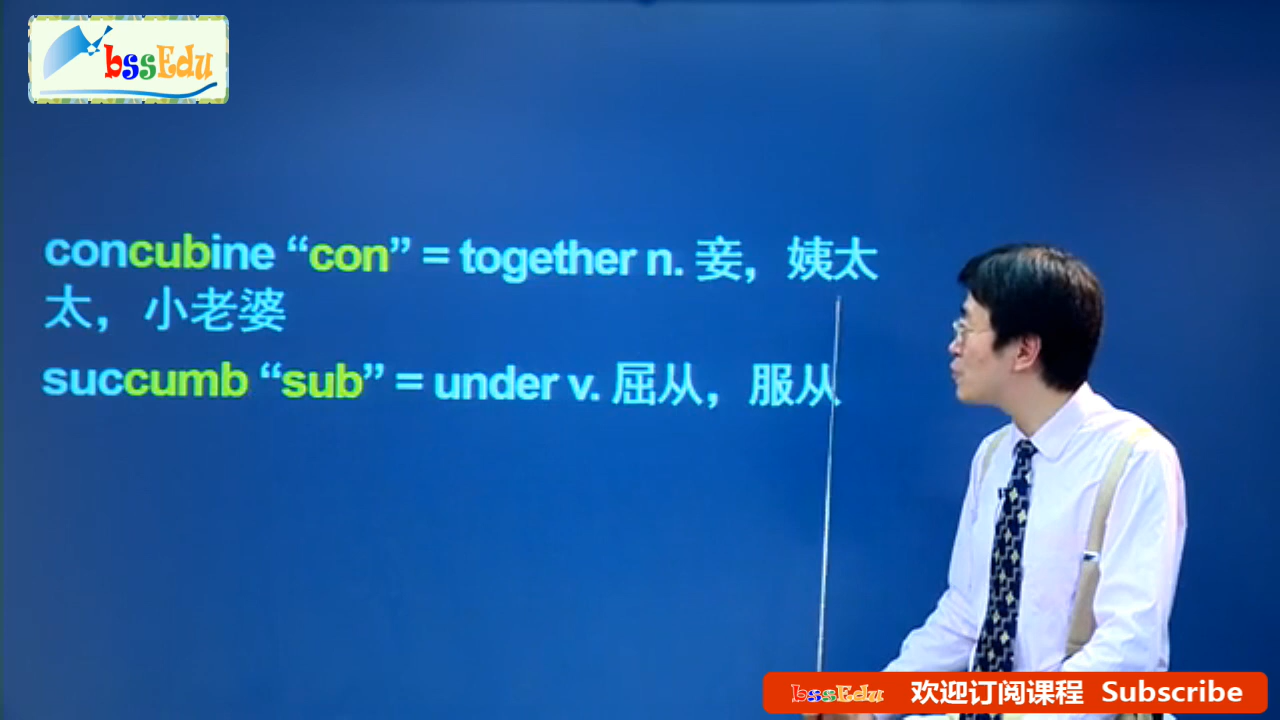 bssEdu
concubine “con” = together n. 妾，姨太
太，小老婆
succumb “sub” = under v. 屈从，服从
bssEdu 欢迎订阅课程 Subscribe